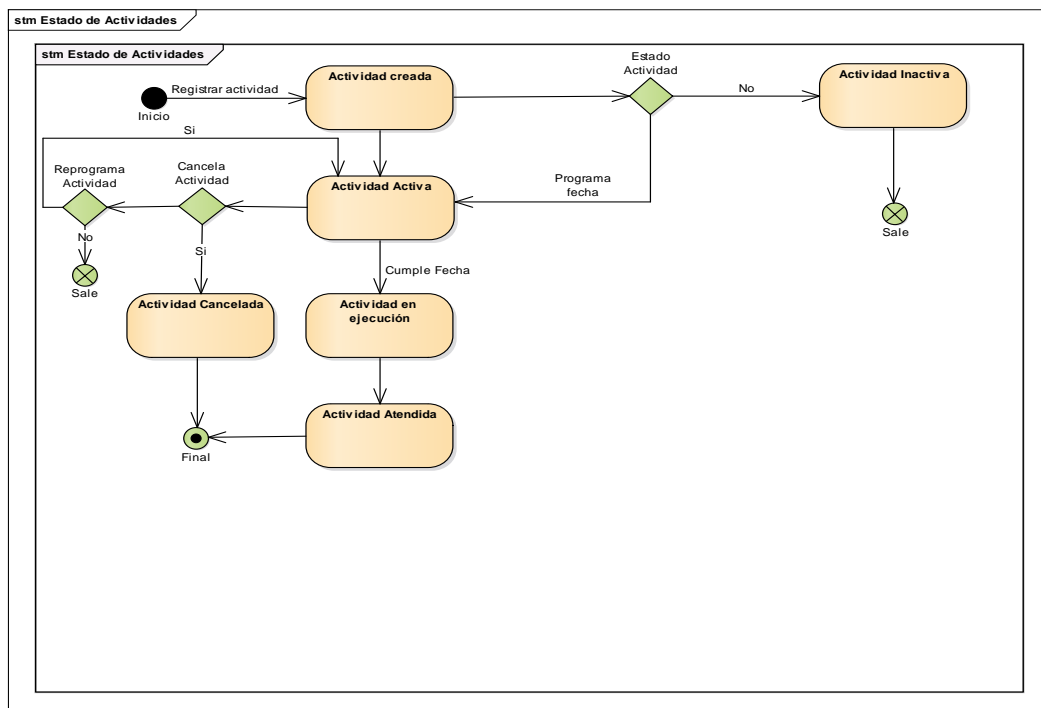 stm Estado de Actividades
stm Estado de Actividades
Registrar actividad
Inicio
Actividad creada
Estado
Actividad
No
Actividad Inactiva
Si
Reprograma
Actividad
Cancela
Actividad
Actividad Activa
Programa
fecha
No
Sale
Si
Sale
Cumple Fecha
Actividad Cancelada
Actividad en
ejecución
Actividad Atendida
Final